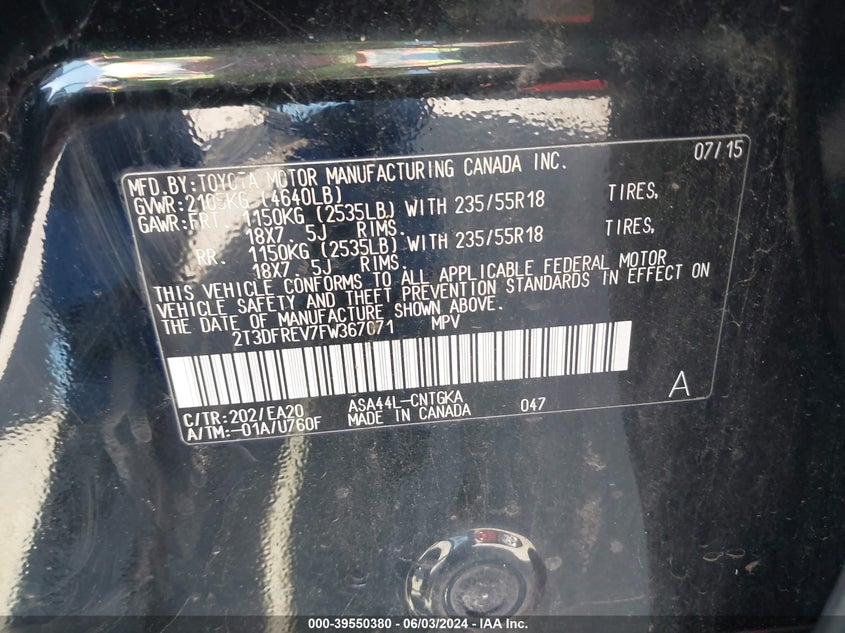 MFD.BY:TOYOTA MOTOR MANUFACTURING CANADA INC. 07/15
GVWR:2105KG (4640LB)
GAWR:FRT. 1150KG (2535LB) WITH 235/55R18 TIRES,
18X7.5J RIMS.
RR. 1150KG (2535LB) WITH 235/55R18 TIRES,
18X7.5J RIMS.
THIS VEHICLE CONFORMS TO ALL APPLICABLE FEDERAL MOTOR
VEHICLE SAFETY AND THEFT PREVENTION STANDARDS IN EFFECT ON
THE DATE OF MANUFACTURE SHOWN ABOVE.
2T3DFREV7FW367071 MPV
C/TR:202/EA20 ASA44L-CNTGKA 047 A
A/TM:-01A/U760F MADE IN CANADA
000-39550380 - 06/03/2024 - IAA Inc.